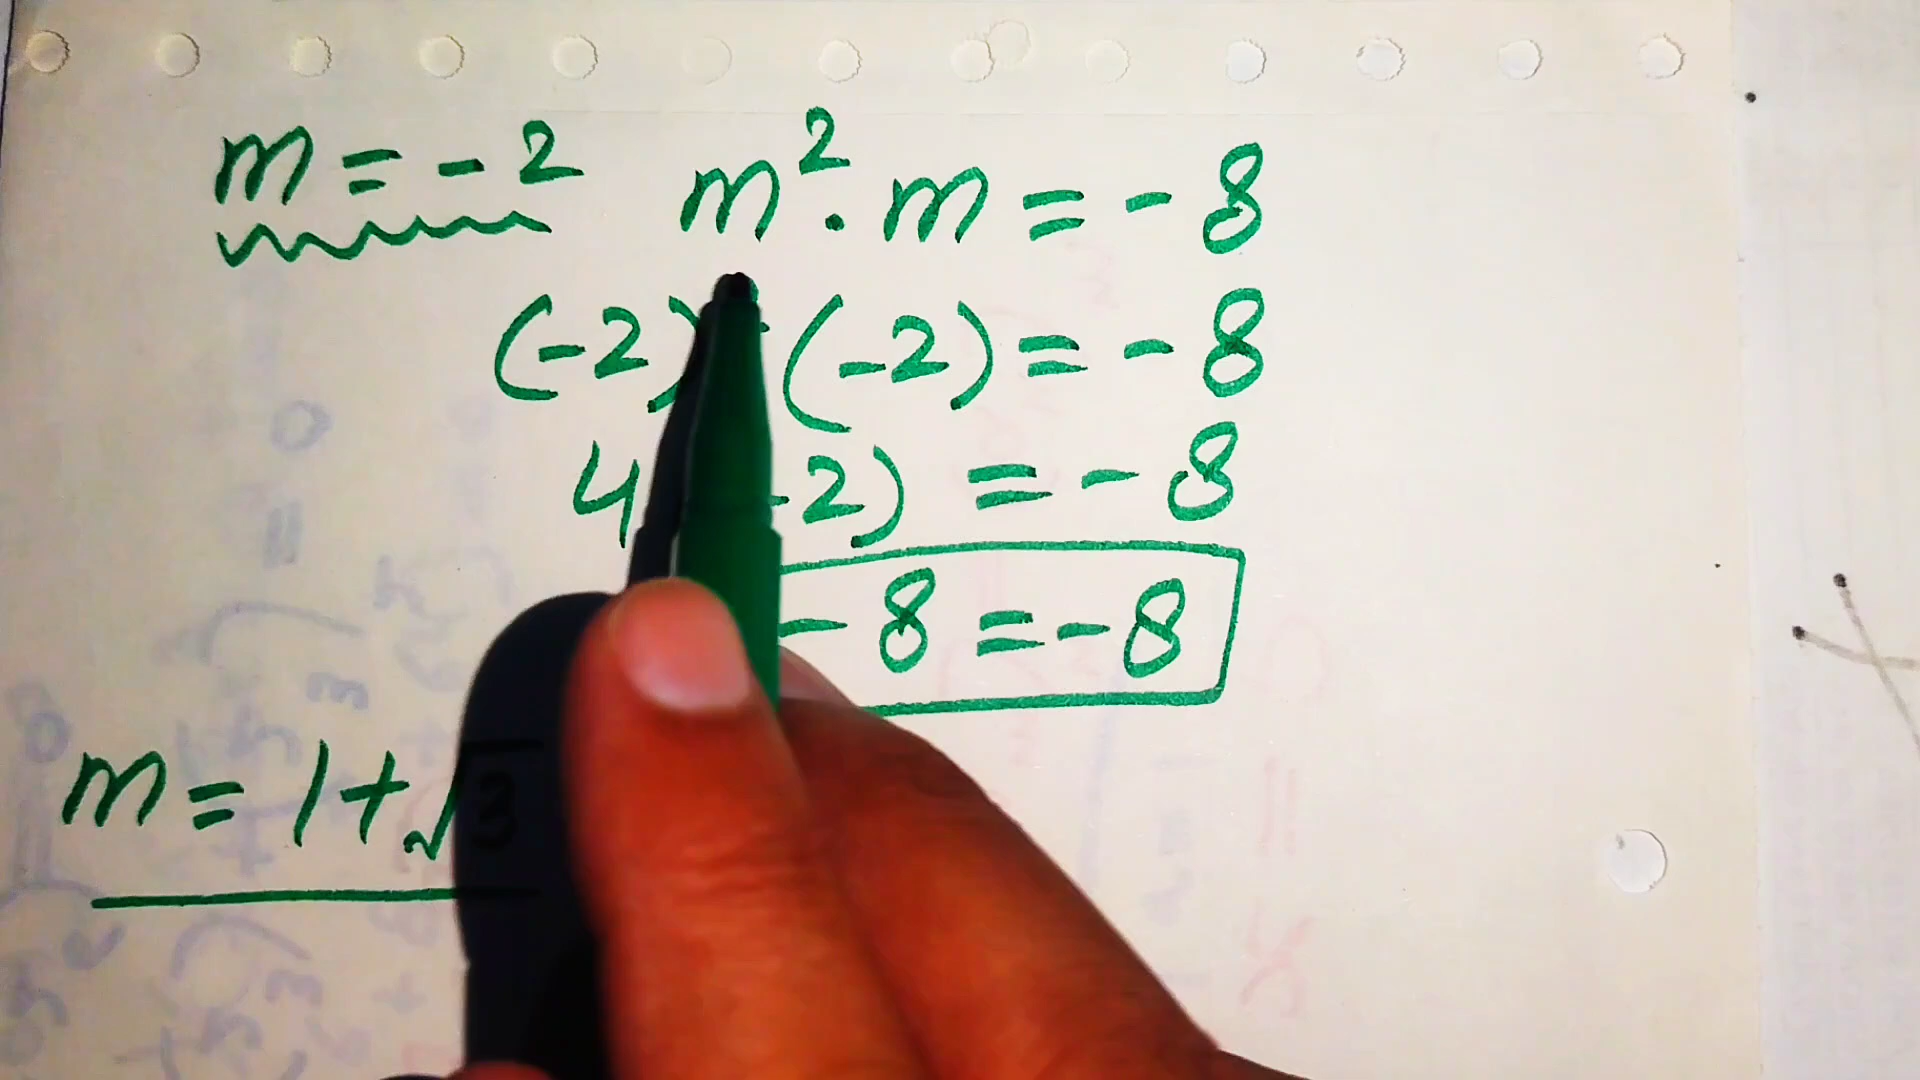 m = - 2
m² . m = - 8
(-2) (-2) = - 8
4 -2) = - 8
- 8 = - 8
m = 1 + √3